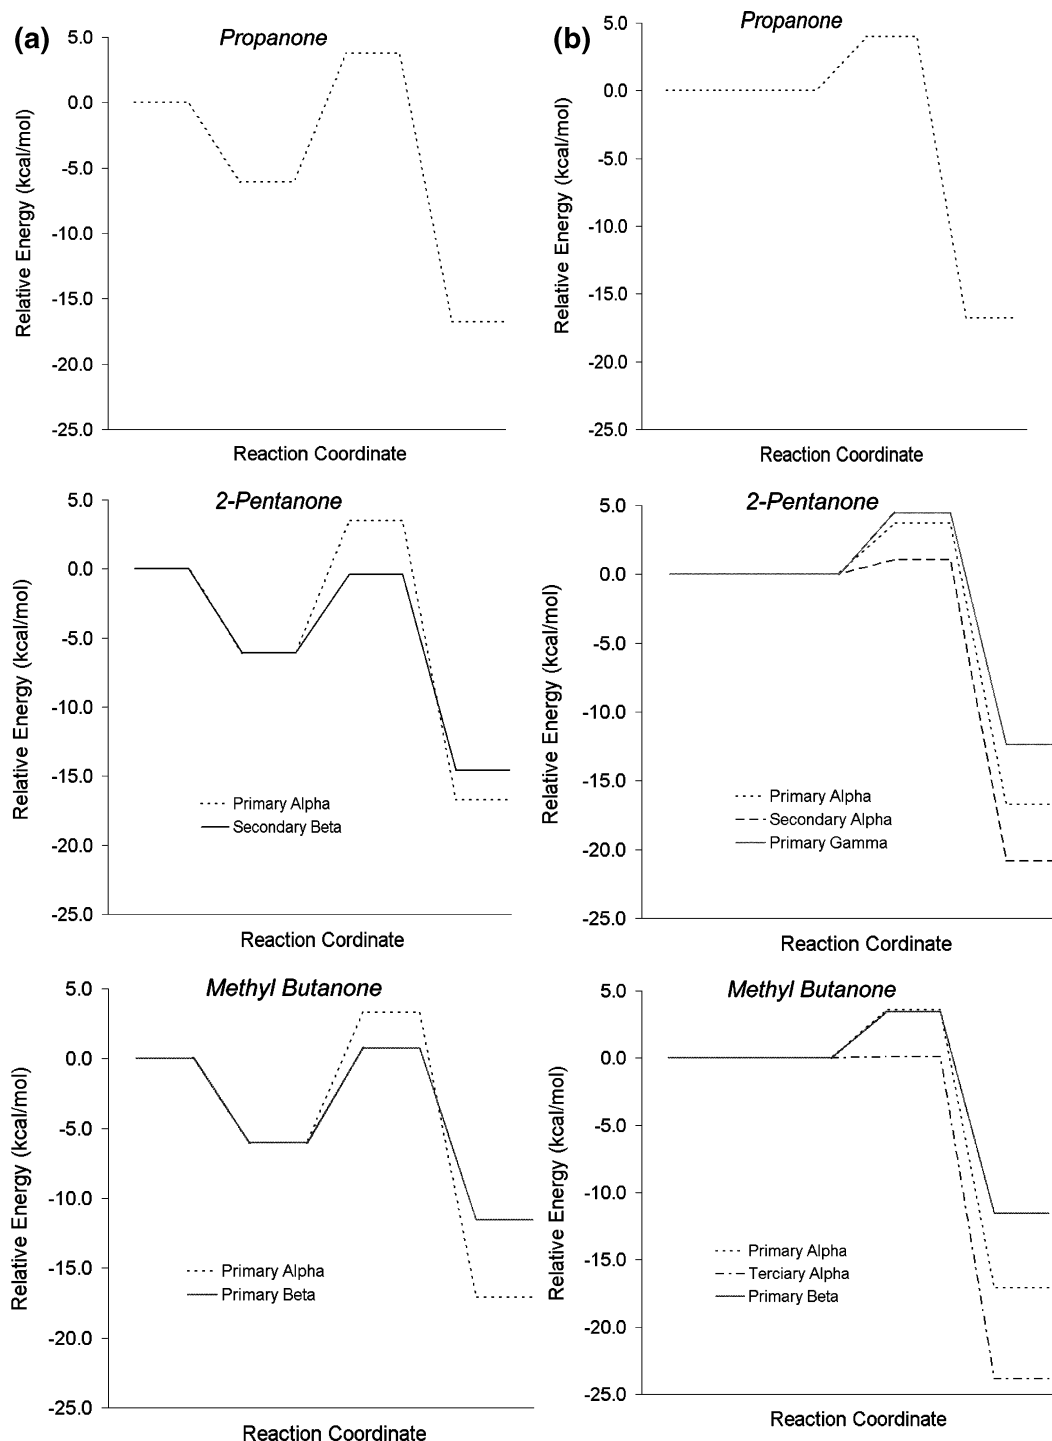 (a)
Propanone
5.0
0.0
-5.0
-10.0
-15.0
-20.0
-25.0
Relative Energy (kcal/mol)
Reaction Coordinate
(b)
Propanone
5.0
0.0
-5.0
-10.0
-15.0
-20.0
-25.0
Relative Energy (kcal/mol)
Reaction Coordinate
2-Pentanone
5.0
0.0
-5.0
-10.0
-15.0
-20.0
-25.0
Relative Energy (kcal/mol)
Primary Alpha
Secondary Beta
Reaction Cordinate
2-Pentanone
5.0
0.0
-5.0
-10.0
-15.0
-20.0
-25.0
Relative Energy (kcal/mol)
Primary Alpha
Secondary Alpha
Primary Gamma
Reaction Cordinate
Methyl Butanone
5.0
0.0
-5.0
-10.0
-15.0
-20.0
-25.0
Relative Energy (kcal/mol)
Primary Alpha
Primary Beta
Reaction Coordinate
Methyl Butanone
5.0
0.0
-5.0
-10.0
-15.0
-20.0
-25.0
Relative Energy (kcal/mol)
Primary Alpha
Terciary Alpha
Primary Beta
Reaction Coordinate